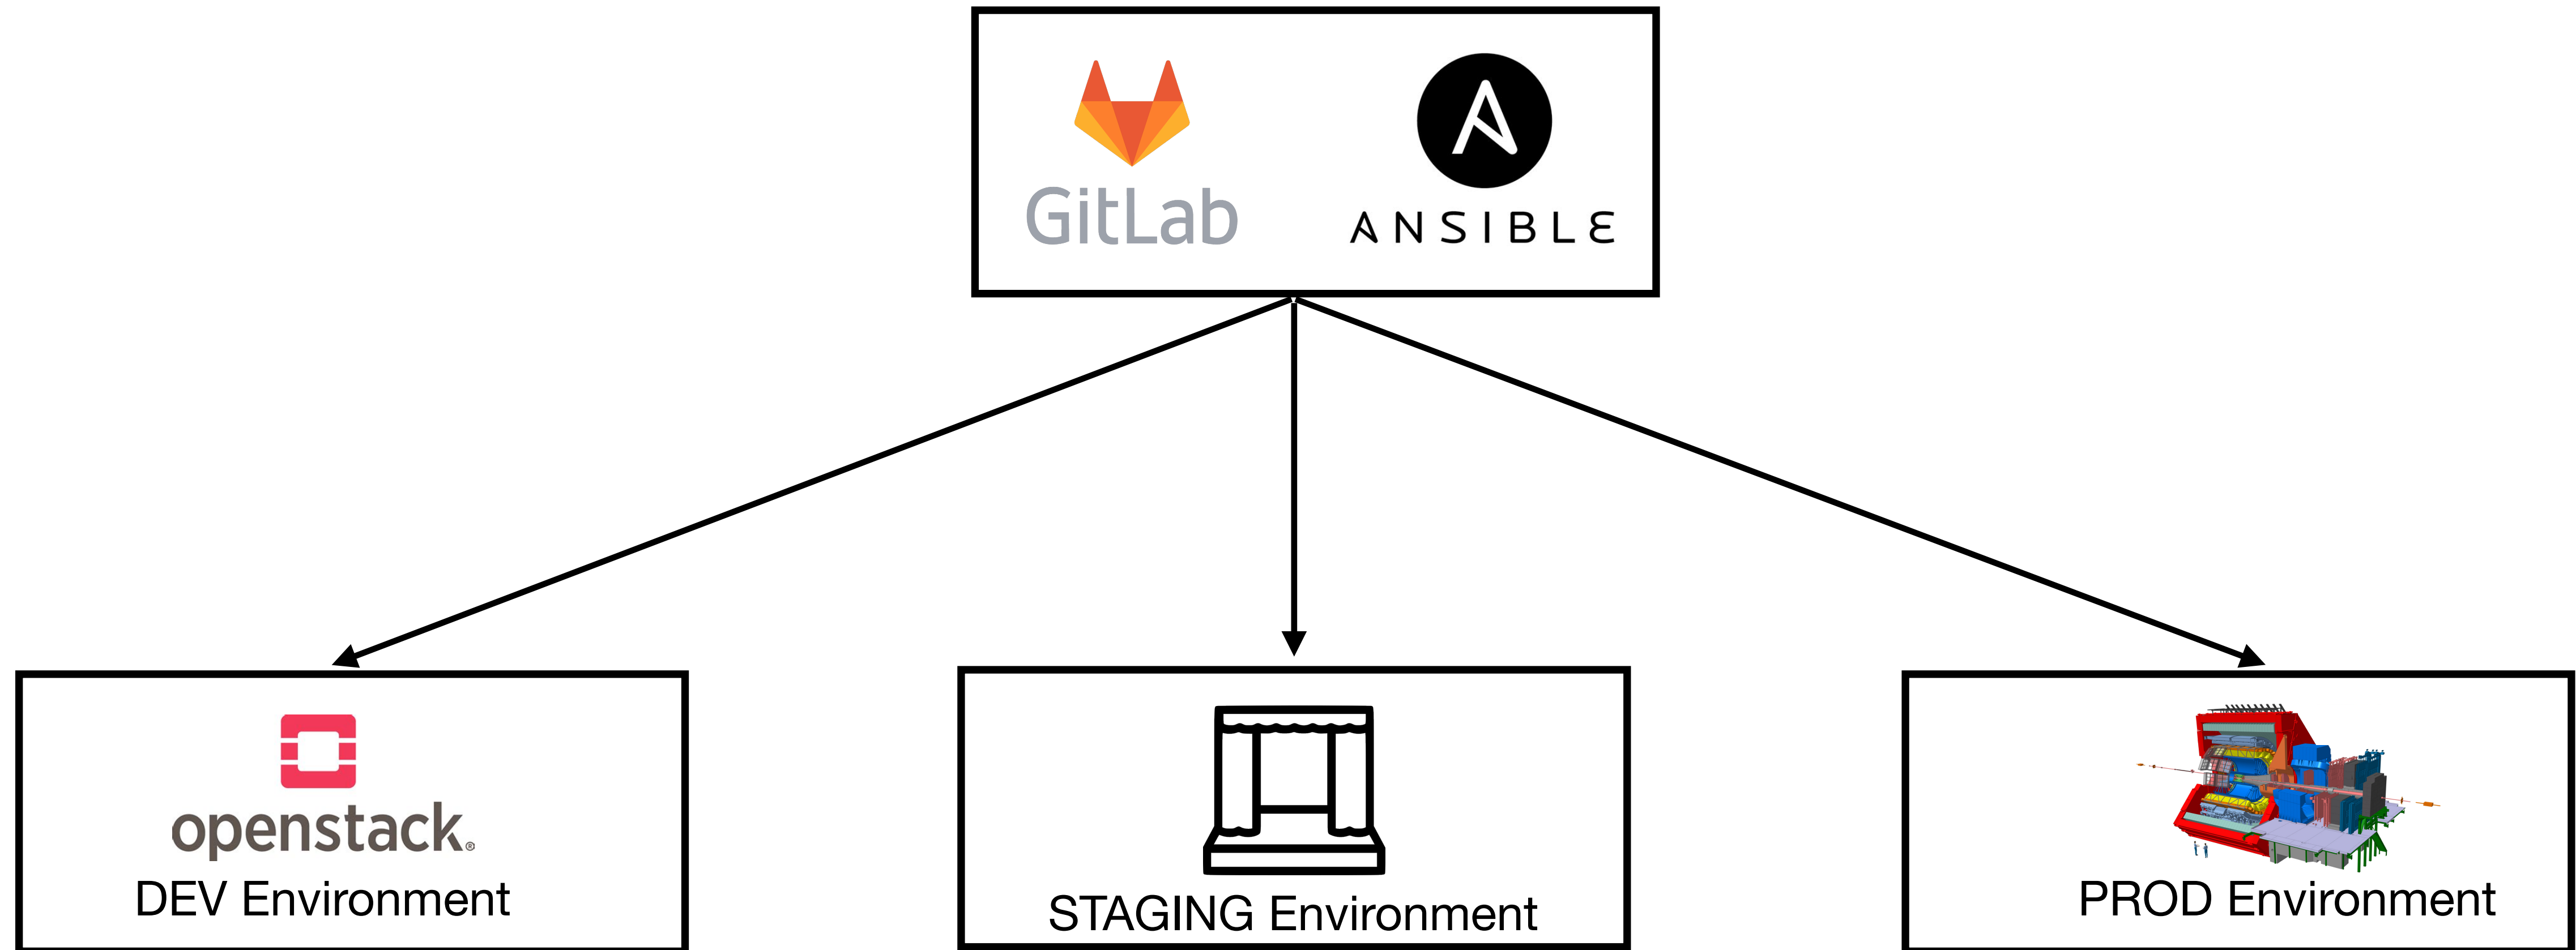 GitLab
ANSIBLE
openstack®
DEV Environment
STAGING Environment
PROD Environment